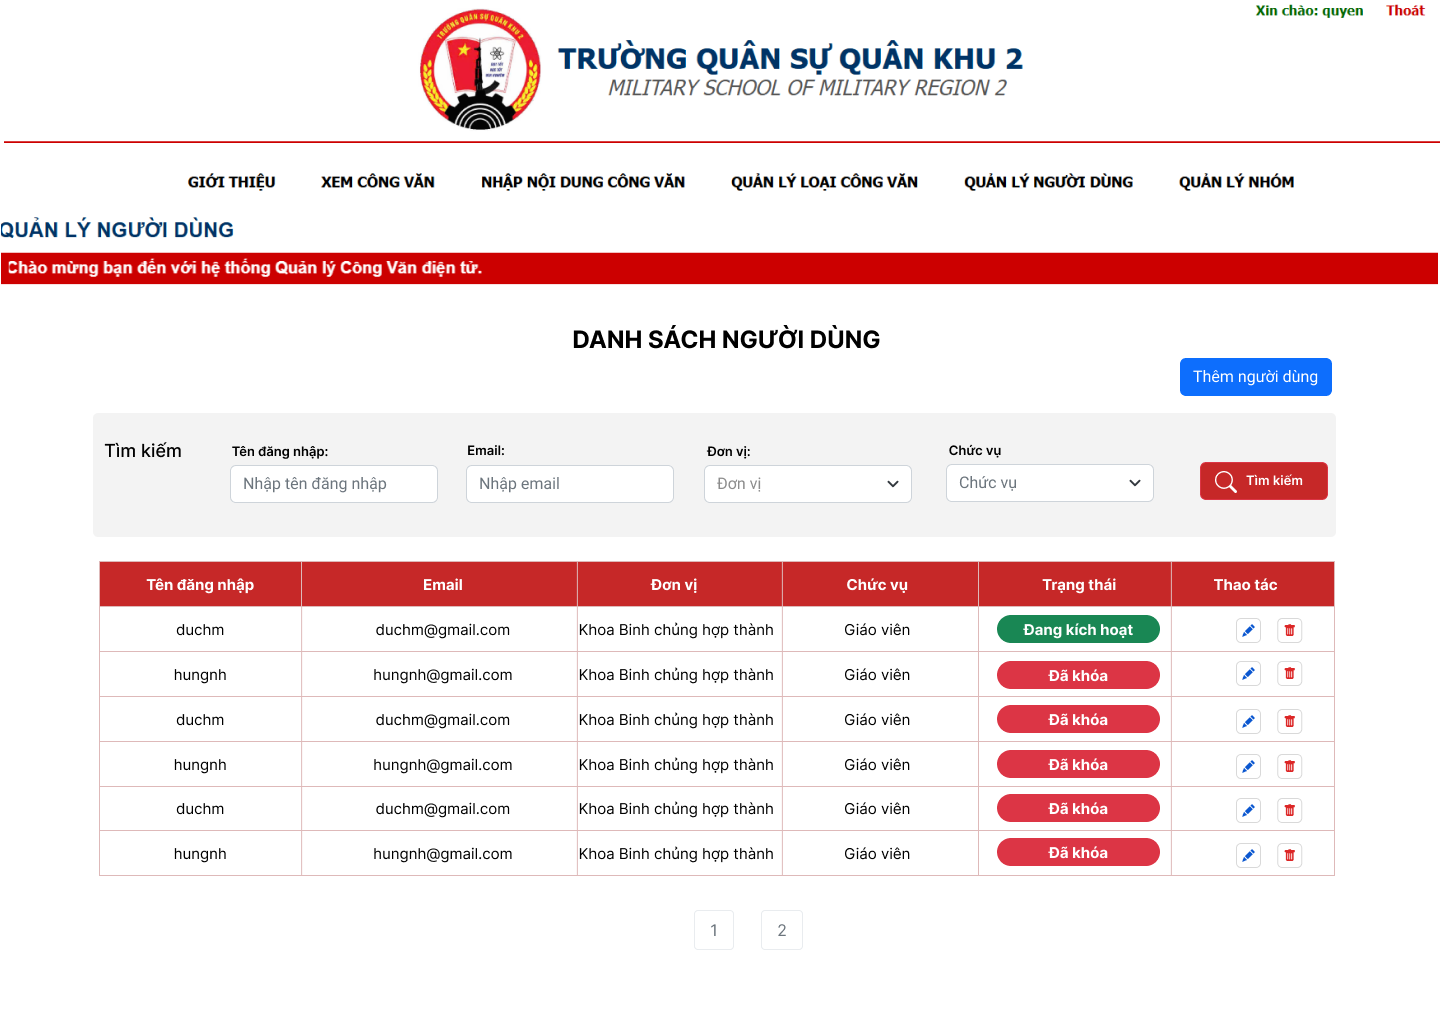 Xin chào: quyen Thoát
TRƯỜNG QUÂN SỰ QUÂN KHU 2
TRƯỜNG QUÂN SỰ QUÂN KHU 2
MILITARY SCHOOL OF MILITARY REGION 2
GIỚI THIỆU XEM CÔNG VĂN NHẬP NỘI DUNG CÔNG VĂN QUẢN LÝ LOẠI CÔNG VĂN QUẢN LÝ NGƯỜI DÙNG QUẢN LÝ NHÓM
QUẢN LÝ NGƯỜI DÙNG
Chào mừng bạn đến với hệ thống Quản lý Công Văn điện tử.
DANH SÁCH NGƯỜI DÙNG
Thêm người dùng
Tìm kiếm Tên đăng nhập: Email: Đơn vị: Chức vụ
Nhập tên đăng nhập Nhập email Đơn vị Chức vụ Tìm kiếm
Tên đăng nhập Email Đơn vị Chức vụ Trạng thái Thao tác
duchm duchm@gmail.com Khoa Binh chủng hợp thành Giáo viên Đang kích hoạt
hungnh hungnh@gmail.com Khoa Binh chủng hợp thành Giáo viên Đã khóa
duchm duchm@gmail.com Khoa Binh chủng hợp thành Giáo viên Đã khóa
hungnh hungnh@gmail.com Khoa Binh chủng hợp thành Giáo viên Đã khóa
duchm duchm@gmail.com Khoa Binh chủng hợp thành Giáo viên Đã khóa
hungnh hungnh@gmail.com Khoa Binh chủng hợp thành Giáo viên Đã khóa
1 2